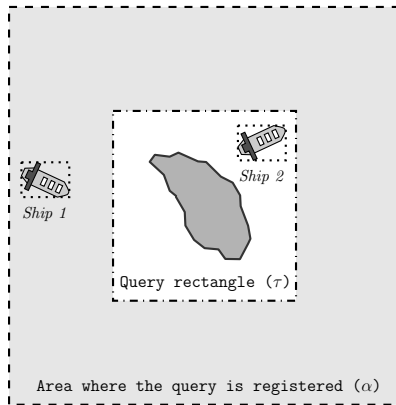 Ship 2
Ship 1
Query rectangle (τ)
Area where the query is registered (α)